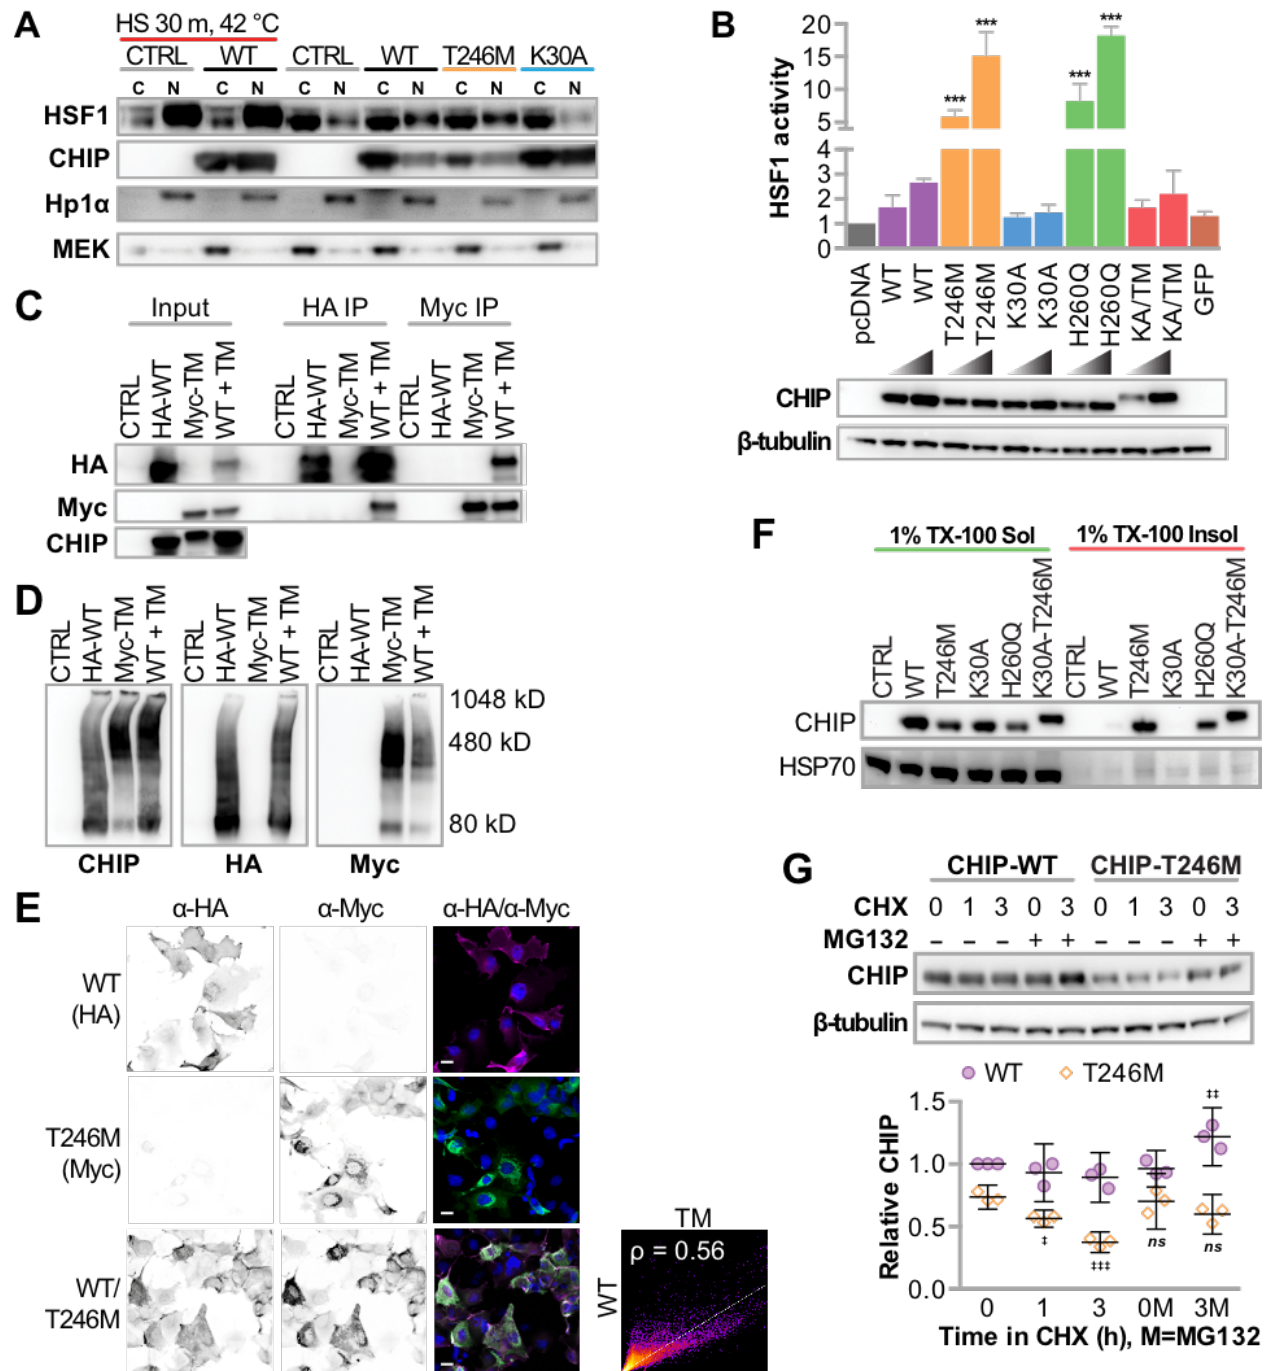 A
HS 30 m, 42 °C
CTRL WT CTRL WT T246M K30A
C N C N C N C N C N C N
HSF1
CHIP
Hp1α
MEK
B
HSF1 activity
20
15
10
5
4
3
2
1
0
*** *** *** ***
pcDNA WT WT T246M T246M K30A K30A H260Q H260Q KA/TM KA/TM GFP
CHIP
β-tubulin
C
Input HA IP Myc IP
CTRL HA-WT Myc-TM WT + TM CTRL HA-WT Myc-TM WT + TM CTRL HA-WT Myc-TM WT + TM
HA
Myc
CHIP
D
CTRL HA-WT Myc-TM WT + TM CTRL HA-WT Myc-TM WT + TM CTRL HA-WT Myc-TM WT + TM
1048 kD
480 kD
80 kD
CHIP HA Myc
E
α-HA α-Myc α-HA/α-Myc
WT
(HA)
T246M
(Myc)
WT/
T246M
TM
ρ = 0.56
WT
F
1% TX-100 Sol 1% TX-100 Insol
CTRL WT T246M K30A H260Q K30A-T246M CTRL WT T246M K30A H260Q K30A-T246M
CHIP
HSP70
G
CHIP-WT CHIP-T246M
CHX 0 1 3 0 3 0 1 3 0 3
MG132 – – – + + – – – + +
CHIP
β-tubulin
WT T246M
Relative CHIP
1.5
1.0
0.5
0.0
‡ ‡‡‡ ns ‡‡ ns
0 1 3 0M 3M
Time in CHX (h), M=MG132